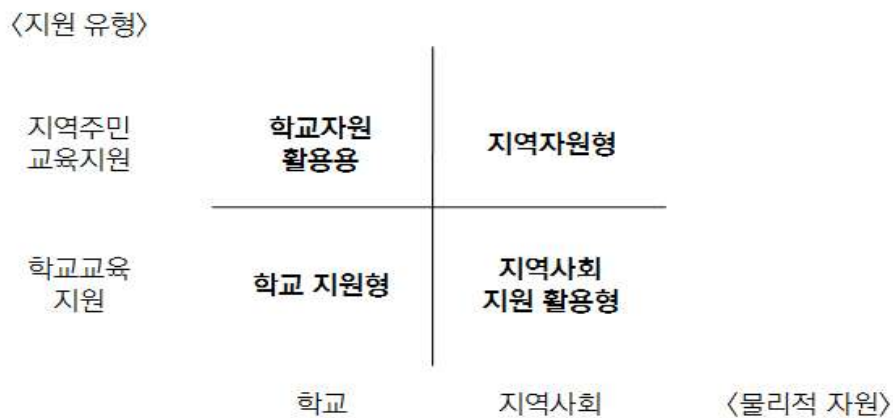 〈지원 유형〉
지역주민
교육지원
학교자원
활용용
지역자원형
학교교육
지원
학교 지원형
지역사회
지원 활용형
학교
지역사회
〈물리적 자원〉